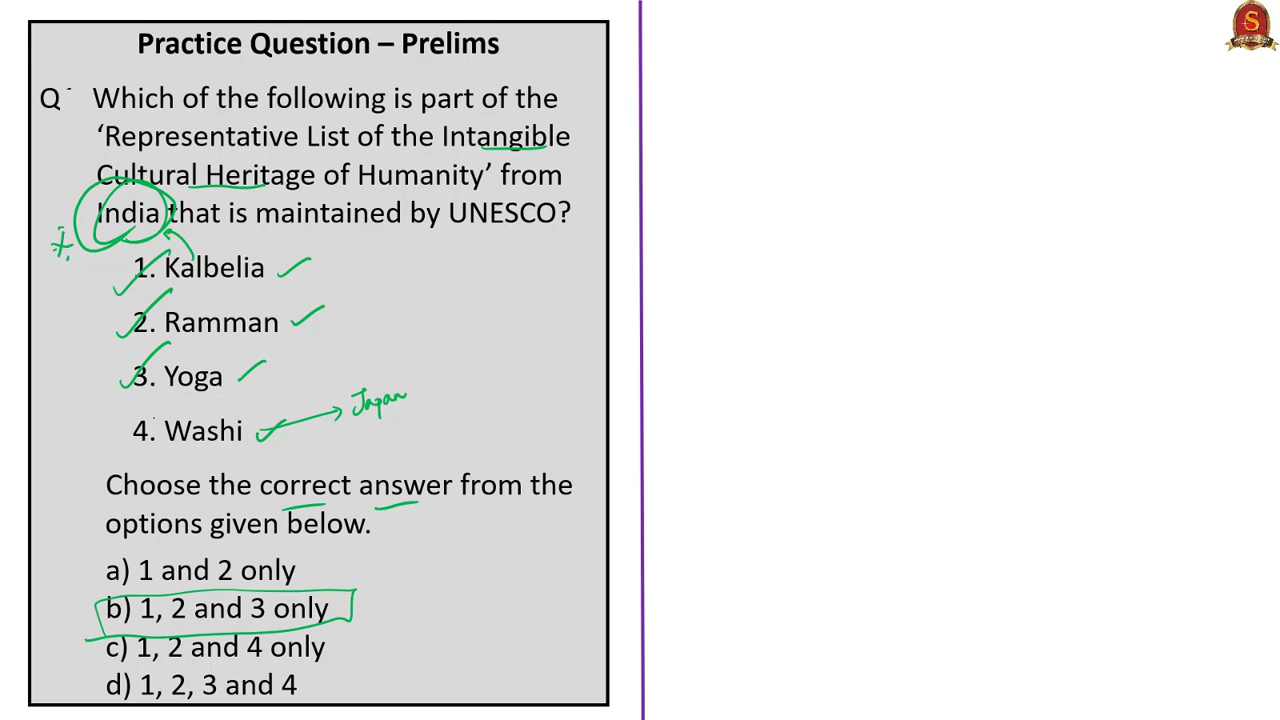 Practice Question – Prelims
Q Which of the following is part of the
‘Representative List of the Intangible
Cultural Heritage of Humanity’ from
India that is maintained by UNESCO?
1. Kalbelia
2. Ramman
3. Yoga
4. Washi
Japan
Choose the correct answer from the
options given below.
a) 1 and 2 only
b) 1, 2 and 3 only
c) 1, 2 and 4 only
d) 1, 2, 3 and 4
S